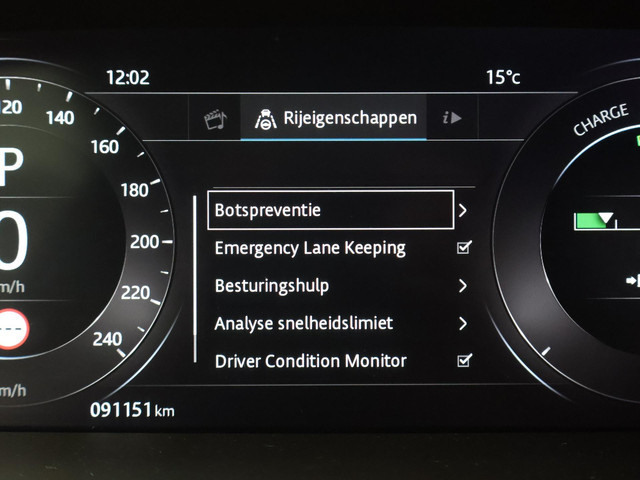 12:02
15°c
Rijeigenschappen
i
120
140
160
180
200
220
240
P
0
m/h
m/h
CHARGE
Botspreventie
Emergency Lane Keeping
Besturingshulp
Analyse snelheidslimiet
Driver Condition Monitor
091151 km